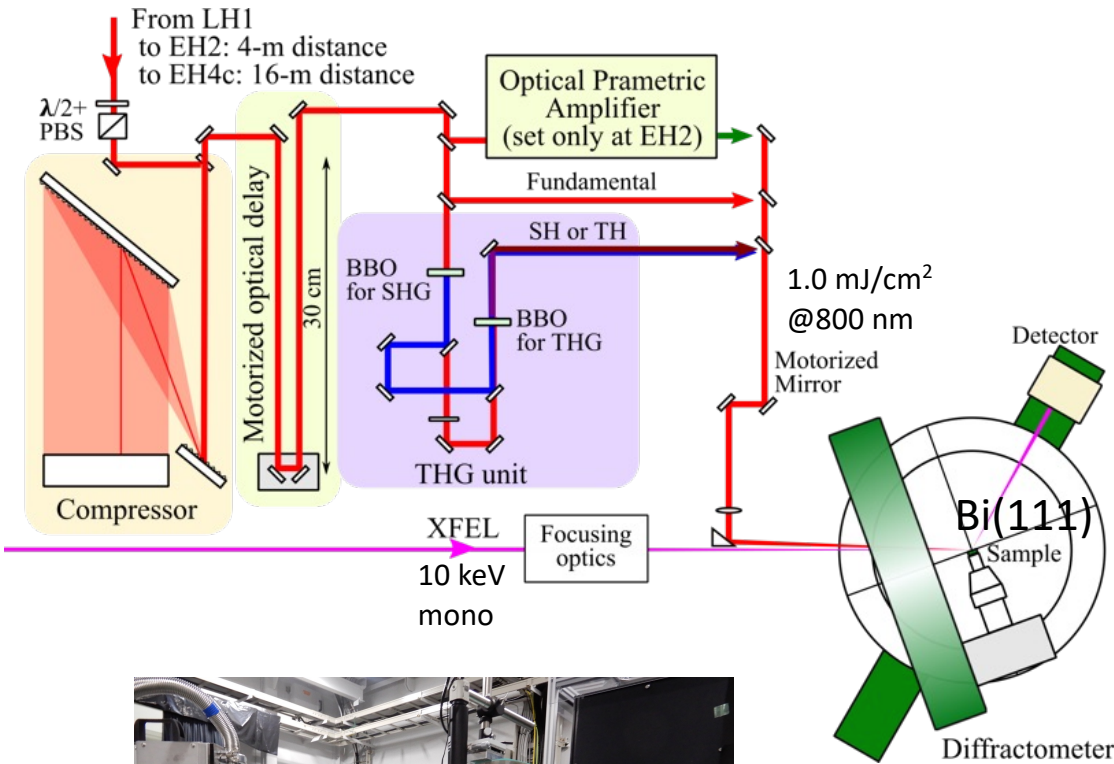 From LH1
to EH2: 4-m distance
to EH4c: 16-m distance
λ/2+
PBS
Optical Prametric
Amplifier
(set only at EH2)
Motorized optical delay
30 cm
Fundamental
SH or TH
BBO
for SHG
BBO
for THG
1.0 mJ/cm²
@800 nm
Detector
Motorized
Mirror
THG unit
Compressor
XFEL
Focusing
optics
10 keV
mono
Bi(111)
Sample
Diffractometer